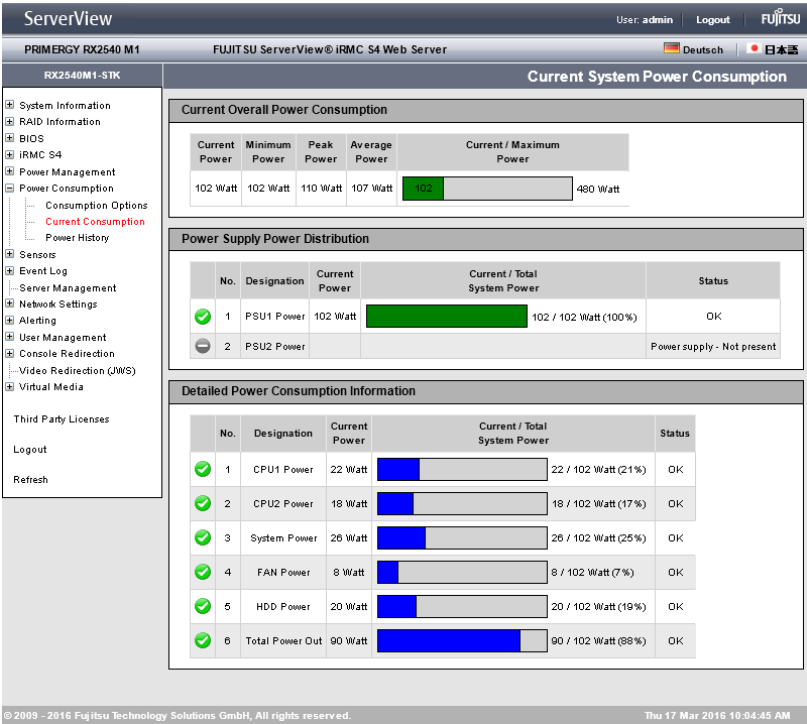 ServerView
User: admin Logout FUJITSU
PRIMERGY RX2540 M1 FUJITSU ServerView® iRMC S4 Web Server Deutsch 日本語
RX2540M1-STK
Current System Power Consumption
System Information
RAID Information
BIOS
iRMC S4
Power Management
Power Consumption
Consumption Options
Current Consumption
Power History
Sensors
Event Log
Server Management
Network Settings
Alerting
User Management
Console Redirection
Video Redirection (JWS)
Virtual Media
Third Party Licenses
Logout
Refresh
Current Overall Power Consumption
Current Power Minimum Power Peak Power Average Power Current / Maximum Power
102 Watt 102 Watt 110 Watt 107 Watt 102 480 Watt
Power Supply Power Distribution
No. Designation Current Power Current / Total System Power Status
1 PSU1 Power 102 Watt 102 / 102 Watt (100%) OK
2 PSU2 Power Power supply - Not present
Detailed Power Consumption Information
No. Designation Current Power Current / Total System Power Status
1 CPU1 Power 22 Watt 22 / 102 Watt (21%) OK
2 CPU2 Power 18 Watt 18 / 102 Watt (17%) OK
3 System Power 26 Watt 26 / 102 Watt (25%) OK
4 FAN Power 8 Watt 8 / 102 Watt (7%) OK
5 HDD Power 20 Watt 20 / 102 Watt (19%) OK
6 Total Power Out 90 Watt 90 / 102 Watt (88%) OK
© 2009 - 2016 Fujitsu Technology Solutions GmbH, All rights reserved. Thu 17 Mar 2016 10:04:45 AM